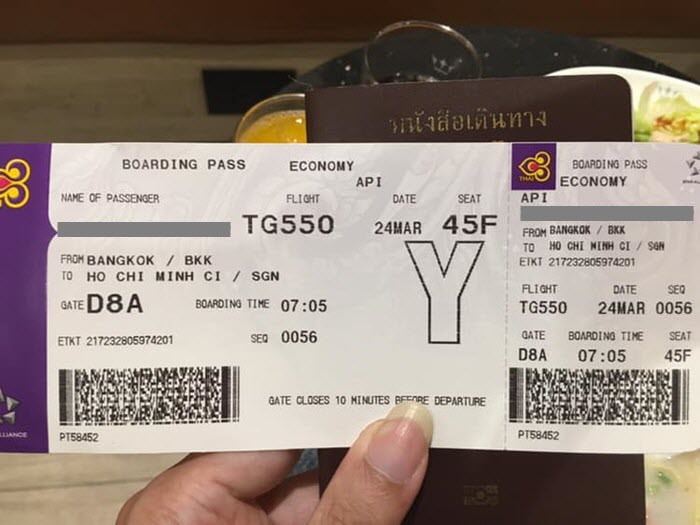 หนังสือเดินทาง
BOARDING PASS ECONOMY
API
NAME OF PASSENGER FLIGHT DATE SEAT
TG550 24MAR 45F
FROM BANGKOK / BKK
TO HO CHI MINH CI / SGN
Y
GATE D8A BOARDING TIME 07:05
ETKT 217232805974201 SEQ 0056
GATE CLOSES 10 MINUTES BEFORE DEPARTURE
PT58452
THAI
BOARDING PASS
ECONOMY
API
FROM BANGKOK / BKK
TO HO CHI MINH CI / SGN
ETKT 217232805974201
FLIGHT DATE SEQ
TG550 24MAR 0056
GATE BOARDING TIME SEAT
D8A 07:05 45F
PT58452